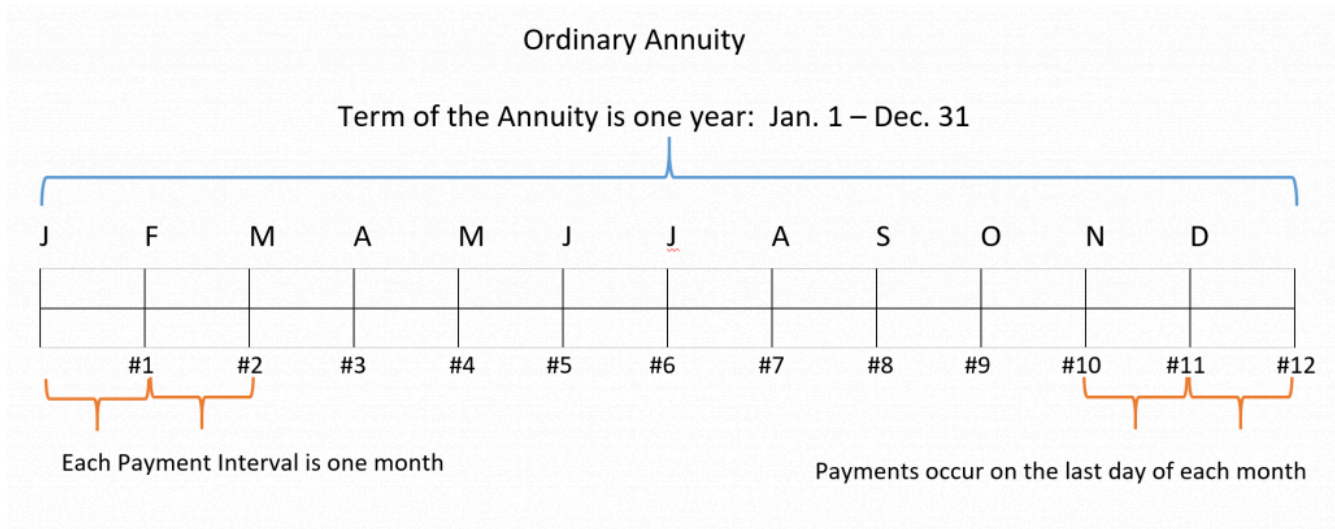 Ordinary Annuity
Term of the Annuity is one year: Jan. 1 – Dec. 31
J F M A M J J A S O N D
#1 #2 #3 #4 #5 #6 #7 #8 #9 #10 #11 #12
Each Payment Interval is one month
Payments occur on the last day of each month